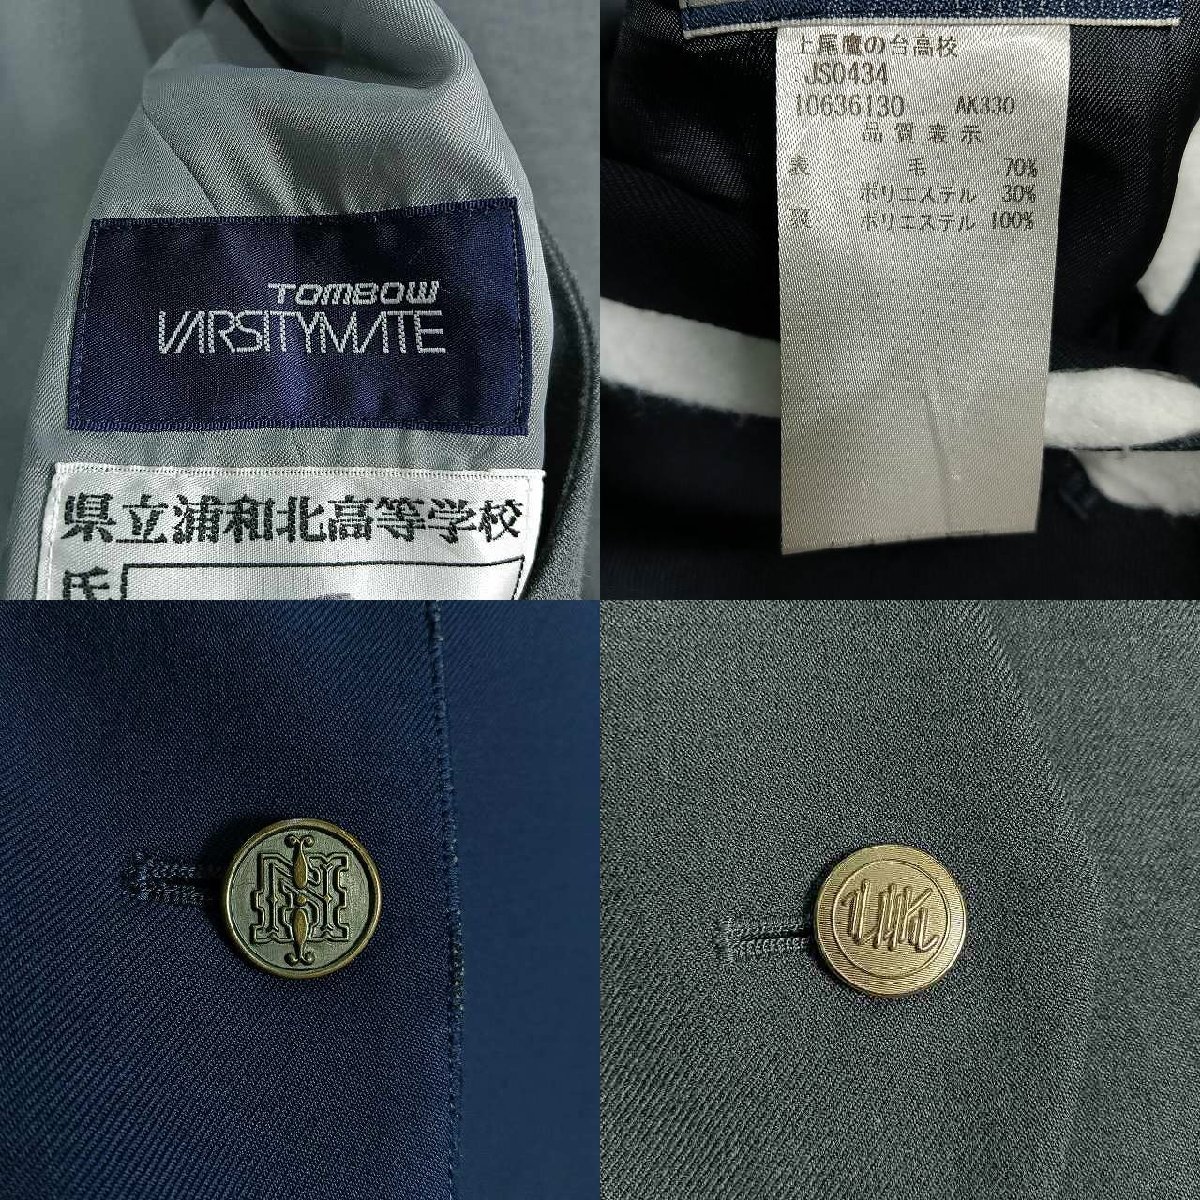 TOMBOW
VARSITYMATE
県立浦和北高等学校
氏
上尾鷹の台高校
JS0434
10636130 AK330
品質表示
表 毛 70%
ポリエステル 30%
裏 ポリエステル 100%
UK